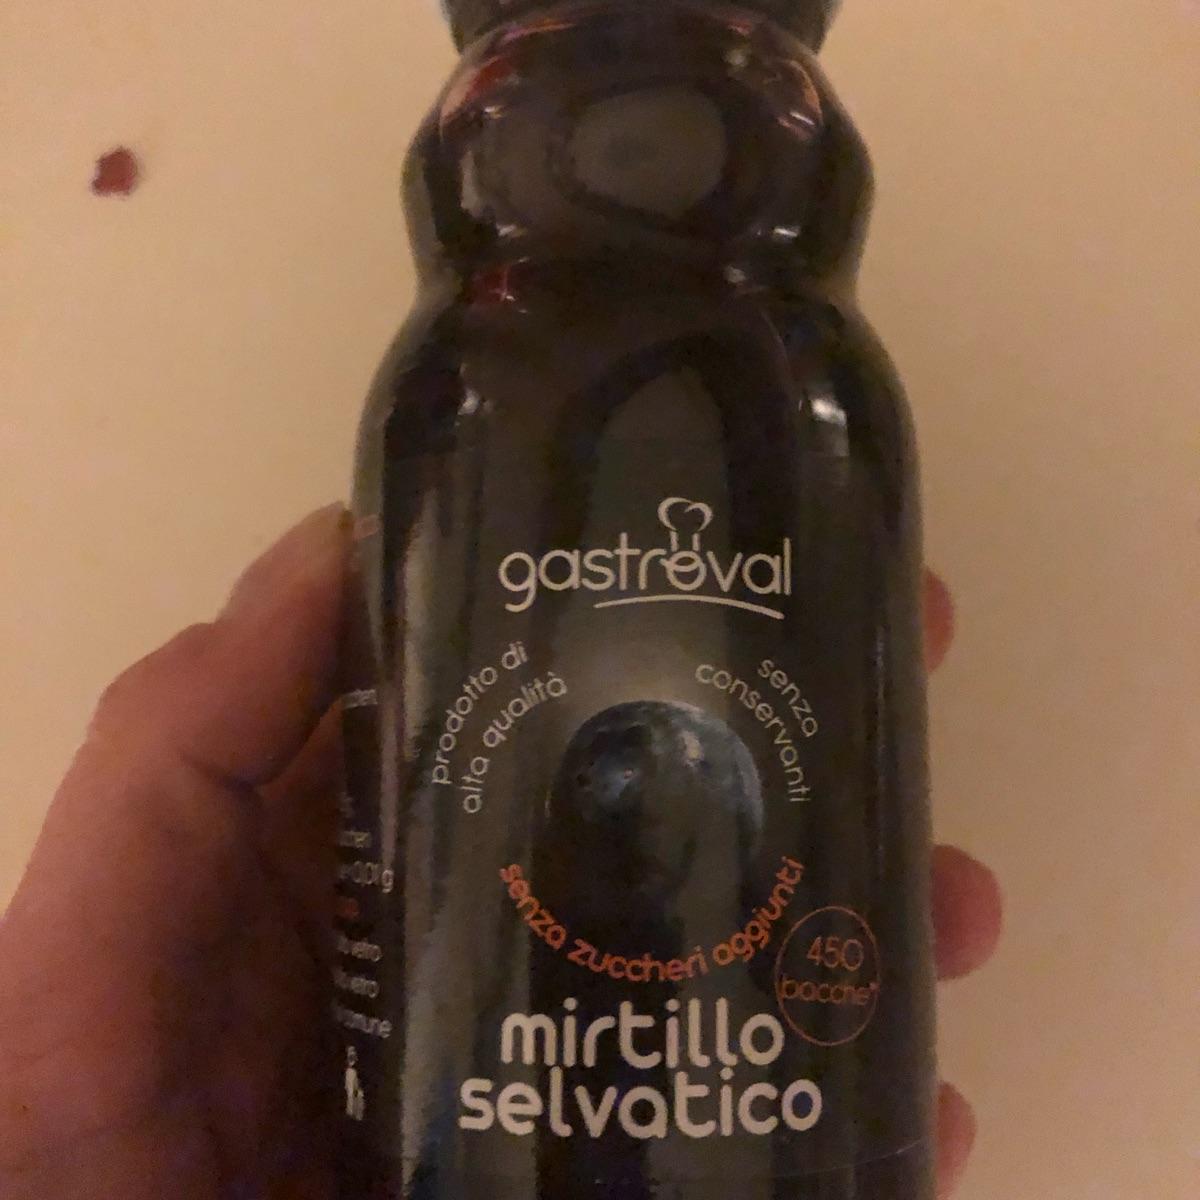 gastroval
prodotto di
alta qualità
senza
conservanti
senza zuccheri aggiunti
450
bacche*
mirtillo
selvatico